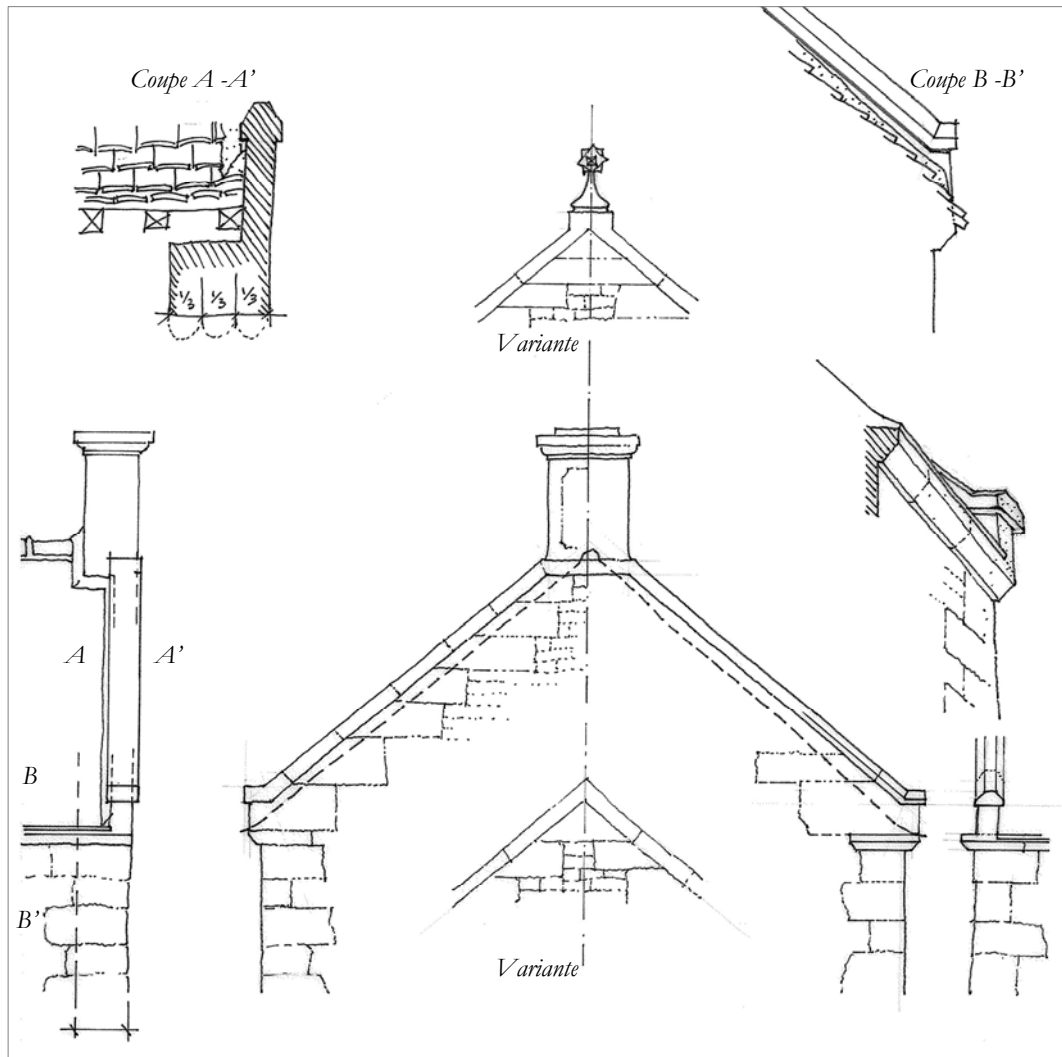 Coupe A -A’
Coupe B -B’
⅓ ⅓ ⅓
Variante
A
A’
B
B’
Variante